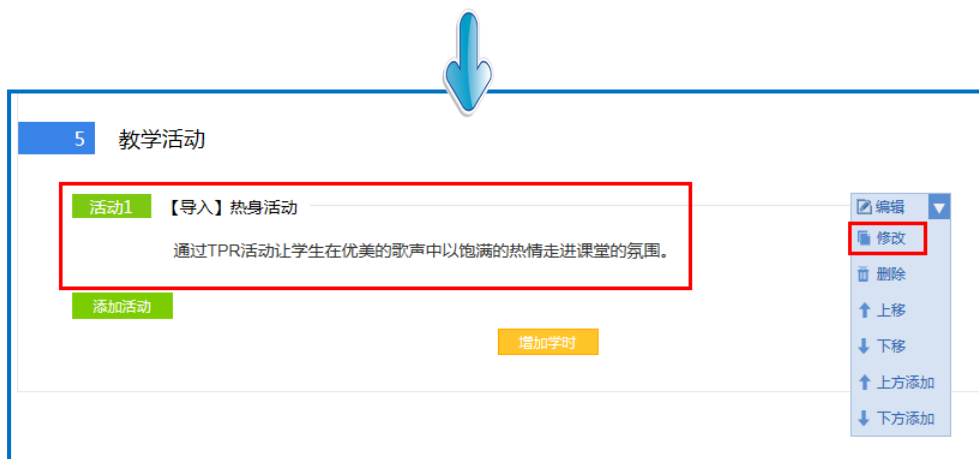 5 教学活动
活动1 【导入】热身活动
编辑
通过TPR活动让学生在优美的歌声中以饱满的热情走进课堂的氛围。
修改
删除
添加活动
上移
增加学时
下移
上方添加
下方添加